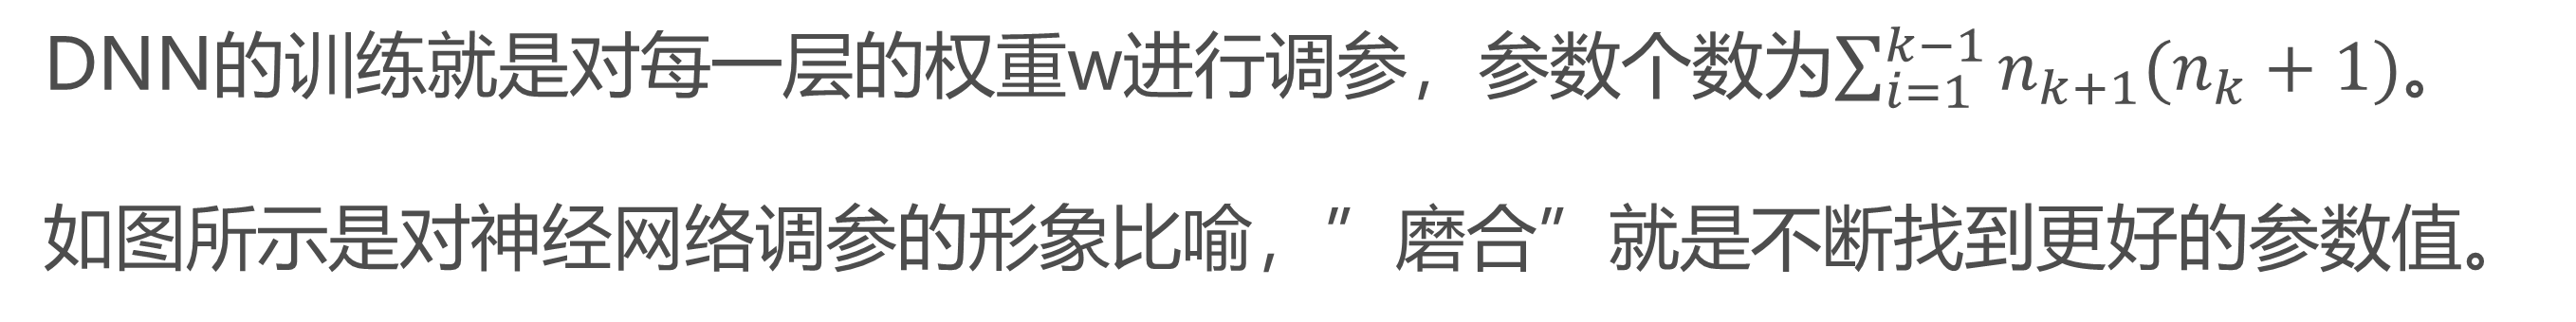 DNN的训练就是对每一层的权重w进行调参，参数个数为∑_{i=1}^{k−1} n_{k+1}(n_k + 1)。
如图所示是对神经网络调参的形象比喻，”磨合”就是不断找到更好的参数值。